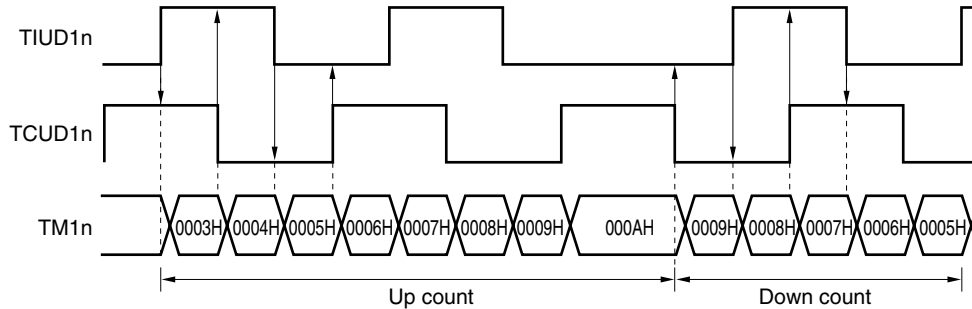 TIUD1n
TCUD1n
TM1n 0003H 0004H 0005H 0006H 0007H 0008H 0009H 000AH 0009H 0008H 0007H 0006H 0005H
Up count Down count